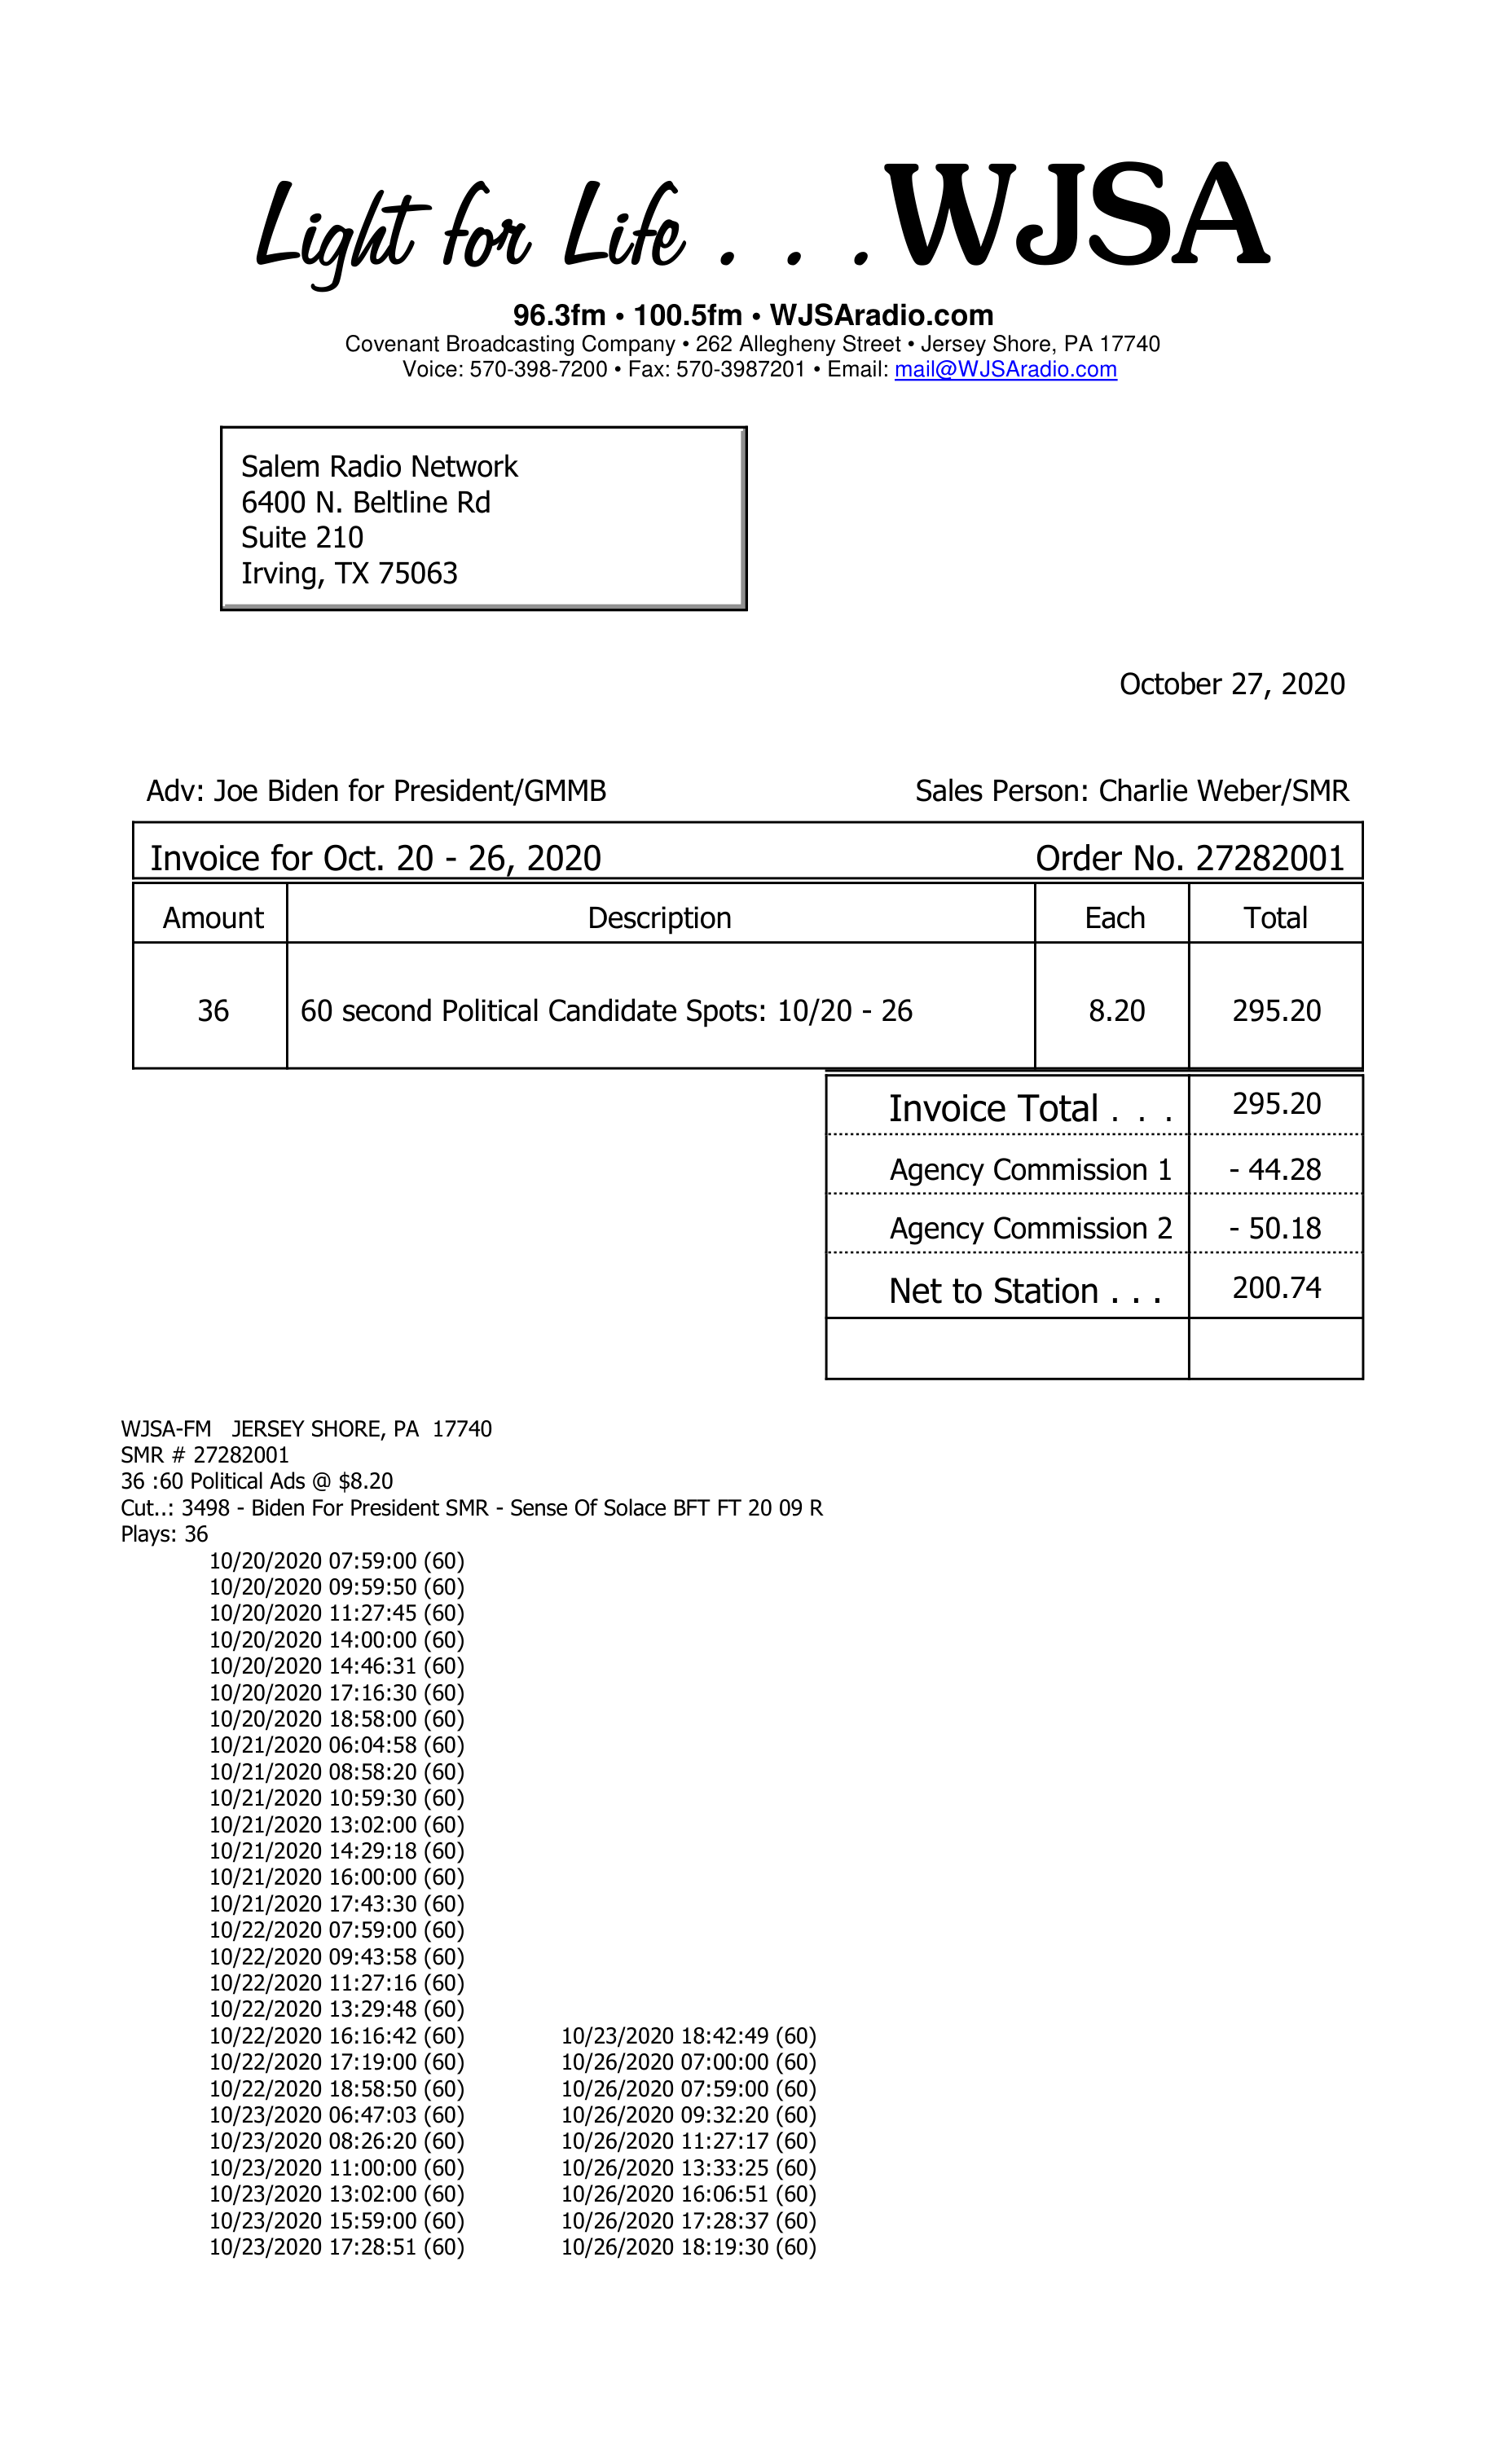 Light for Life . . . WJSA
96.3fm • 100.5fm • WJSAradio.com
Covenant Broadcasting Company • 262 Allegheny Street • Jersey Shore, PA 17740
Voice: 570-398-7200 • Fax: 570-3987201 • Email: mail@WJSAradio.com
Salem Radio Network
6400 N. Beltline Rd
Suite 210
Irving, TX 75063
October 27, 2020
Adv: Joe Biden for President/GMMB Sales Person: Charlie Weber/SMR
Invoice for Oct. 20 - 26, 2020 Order No. 27282001
Amount Description Each Total
36 60 second Political Candidate Spots: 10/20 - 26 8.20 295.20
Invoice Total . . . 295.20
Agency Commission 1 - 44.28
Agency Commission 2 - 50.18
Net to Station . . . 200.74
WJSA-FM JERSEY SHORE, PA 17740
SMR # 27282001
36 :60 Political Ads @ $8.20
Cut..: 3498 - Biden For President SMR - Sense Of Solace BFT FT 20 09 R
Plays: 36
10/20/2020 07:59:00 (60)
10/20/2020 09:59:50 (60)
10/20/2020 11:27:45 (60)
10/20/2020 14:00:00 (60)
10/20/2020 14:46:31 (60)
10/20/2020 17:16:30 (60)
10/20/2020 18:58:00 (60)
10/21/2020 06:04:58 (60)
10/21/2020 08:58:20 (60)
10/21/2020 10:59:30 (60)
10/21/2020 13:02:00 (60)
10/21/2020 14:29:18 (60)
10/21/2020 16:00:00 (60)
10/21/2020 17:43:30 (60)
10/22/2020 07:59:00 (60)
10/22/2020 09:43:58 (60)
10/22/2020 11:27:16 (60)
10/22/2020 13:29:48 (60)
10/22/2020 16:16:42 (60) 10/23/2020 18:42:49 (60)
10/22/2020 17:19:00 (60) 10/26/2020 07:00:00 (60)
10/22/2020 18:58:50 (60) 10/26/2020 07:59:00 (60)
10/23/2020 06:47:03 (60) 10/26/2020 09:32:20 (60)
10/23/2020 08:26:20 (60) 10/26/2020 11:27:17 (60)
10/23/2020 11:00:00 (60) 10/26/2020 13:33:25 (60)
10/23/2020 13:02:00 (60) 10/26/2020 16:06:51 (60)
10/23/2020 15:59:00 (60) 10/26/2020 17:28:37 (60)
10/23/2020 17:28:51 (60) 10/26/2020 18:19:30 (60)